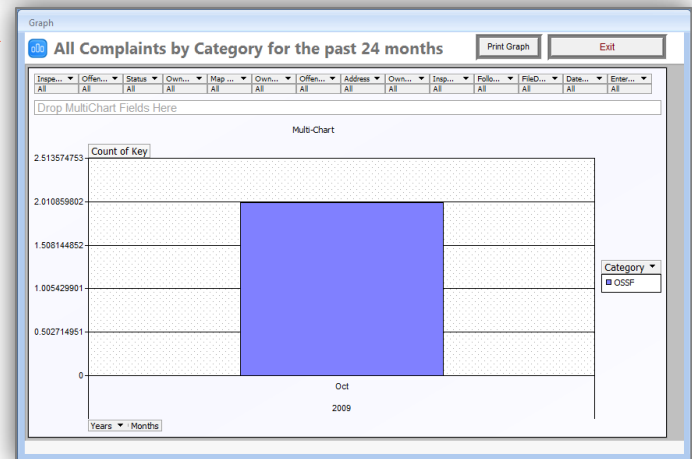 Graph
All Complaints by Category for the past 24 months
Print Graph
Exit
Inspe... Offen... Status Own... Map ... Own... Offen... Address Own... Insp... Follo... FileD... Date... Enter...
All All All All All All All All All All All All All All
Drop MultiChart Fields Here
Multi-Chart
Count of Key
2.513574753
2.010859802
1.508144852
1.005429901
0.502714951
0
Category
OSSF
Oct
2009
Years Months